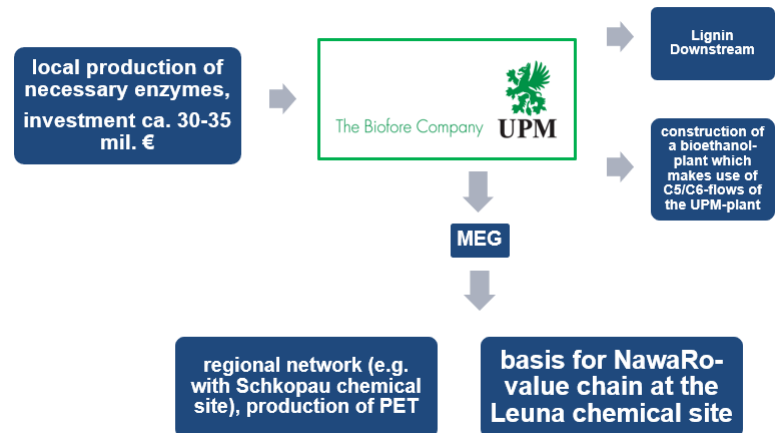 local production of
necessary enzymes,
investment ca. 30-35
mil. €
The Biofore Company
UPM
Lignin
Downstream
construction of
a bioethanol-
plant which
makes use of
C5/C6-flows of
the UPM-plant
MEG
regional network (e.g.
with Schkopau chemical
site), production of PET
basis for NawaRo-
value chain at the
Leuna chemical site